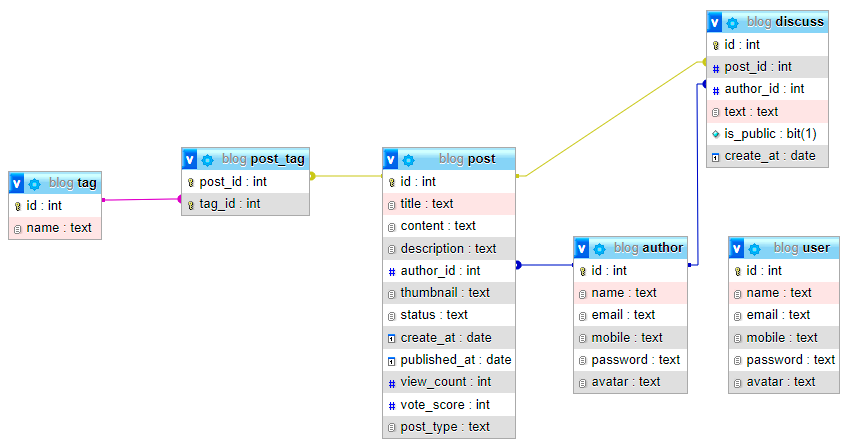 v blog tag
id : int
name : text
v blog post_tag
post_id : int
tag_id : int
v blog post
id : int
title : text
content : text
description : text
# author_id : int
thumbnail : text
status : text
create_at : date
published_at : date
# view_count : int
# vote_score : int
post_type : text
v blog discuss
id : int
# post_id : int
# author_id : int
text : text
is_public : bit(1)
create_at : date
v blog author
id : int
name : text
email : text
mobile : text
password : text
avatar : text
v blog user
id : int
name : text
email : text
mobile : text
password : text
avatar : text